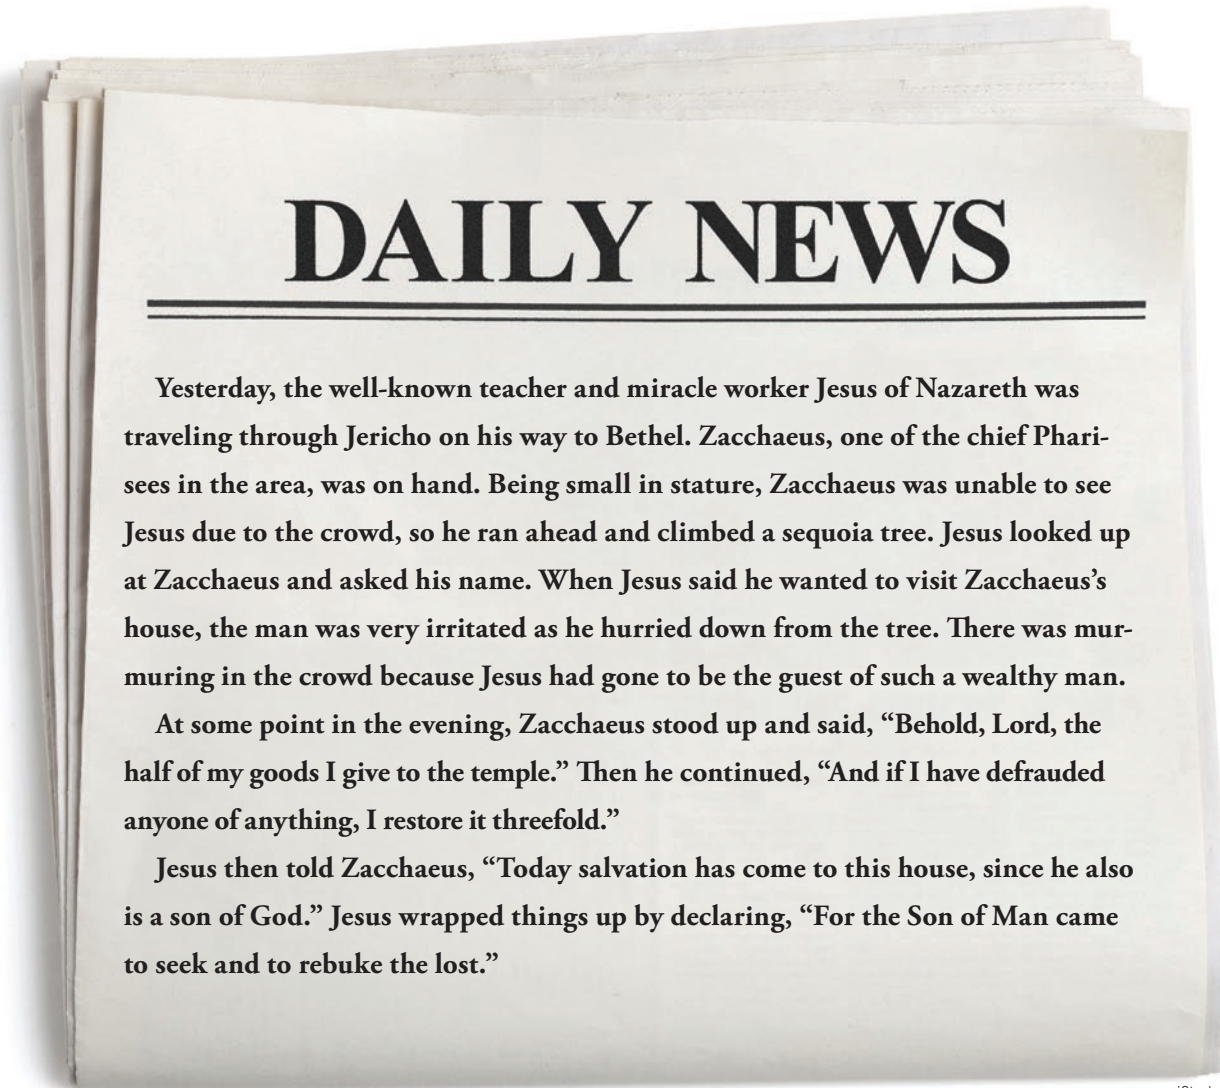 DAILY NEWS
Yesterday, the well-known teacher and miracle worker Jesus of Nazareth was
traveling through Jericho on his way to Bethel. Zacchaeus, one of the chief Phari-
sees in the area, was on hand. Being small in stature, Zacchaeus was unable to see
Jesus due to the crowd, so he ran ahead and climbed a sequoia tree. Jesus looked up
at Zacchaeus and asked his name. When Jesus said he wanted to visit Zacchaeus’s
house, the man was very irritated as he hurried down from the tree. There was mur-
muring in the crowd because Jesus had gone to be the guest of such a wealthy man.
At some point in the evening, Zacchaeus stood up and said, “Behold, Lord, the
half of my goods I give to the temple.” Then he continued, “And if I have defrauded
anyone of anything, I restore it threefold.”
Jesus then told Zacchaeus, “Today salvation has come to this house, since he also
is a son of God.” Jesus wrapped things up by declaring, “For the Son of Man came
to seek and to rebuke the lost.”